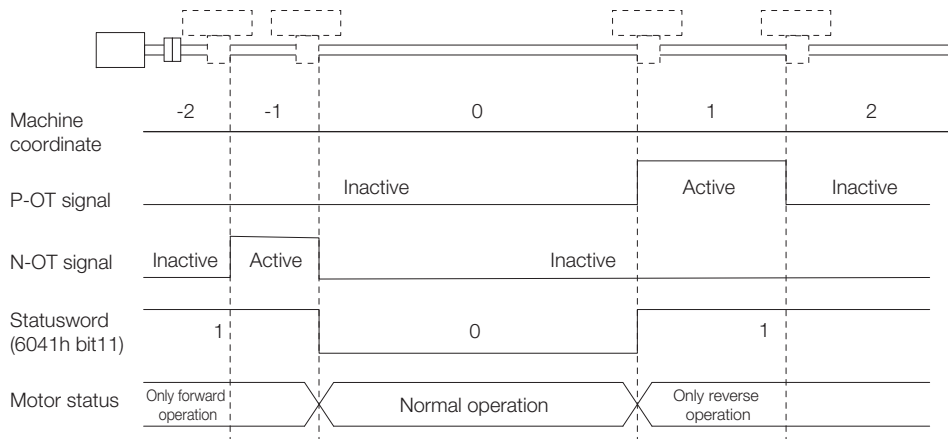 -2 -1 0 1 2
Machine
coordinate
P-OT signal Inactive Active Inactive
N-OT signal Inactive Active Inactive
Statusword
(6041h bit11) 1 0 1
Motor status Only forward
operation Normal operation Only reverse
operation